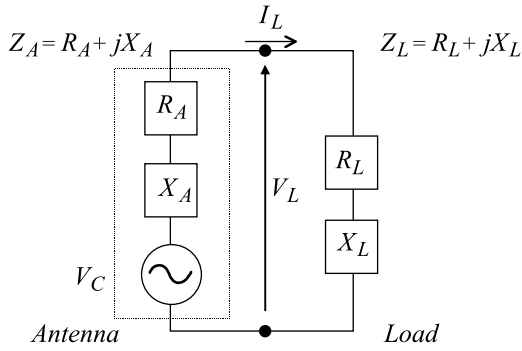 I_L
Z_A = R_A + jX_A
Z_L = R_L + jX_L
R_A
R_L
X_A
V_L
X_L
V_C
Antenna
Load